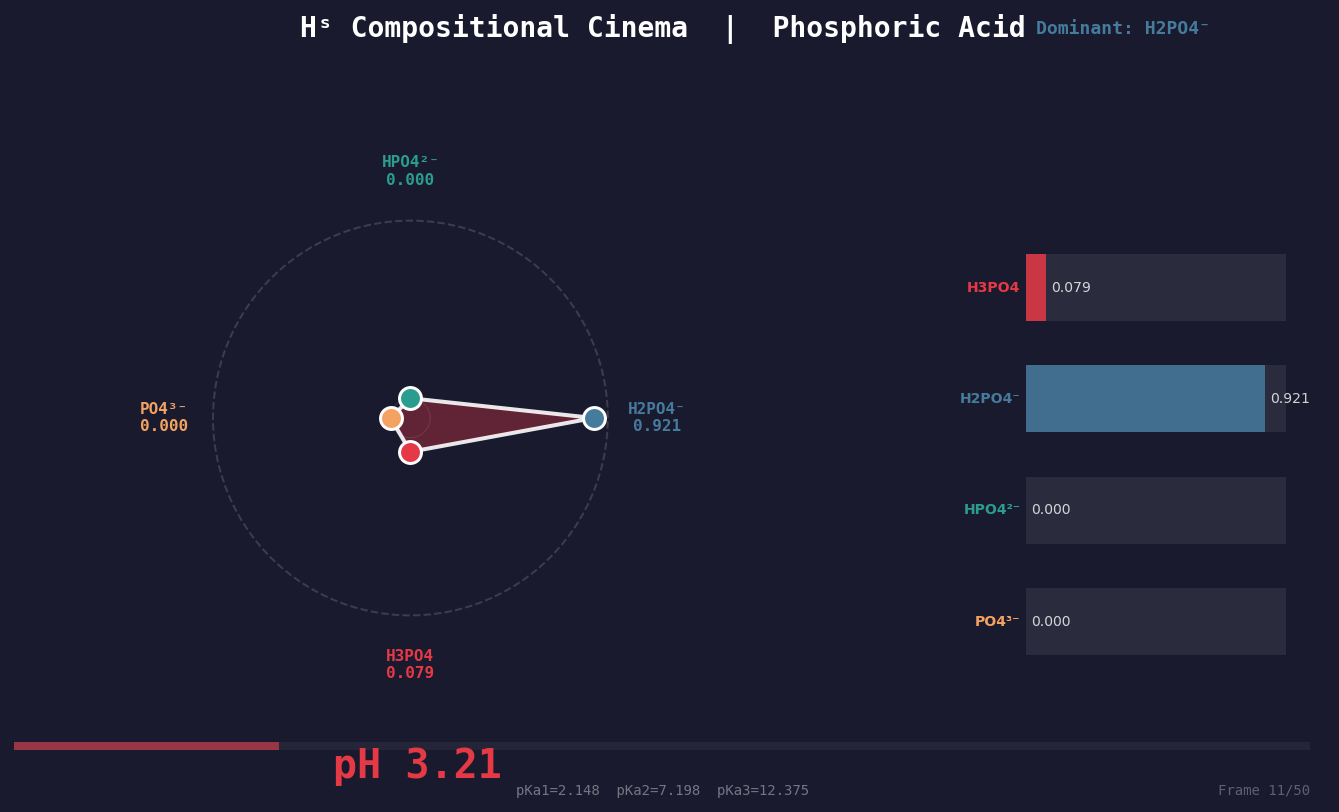 Hˢ Compositional Cinema | Phosphoric Acid
Dominant: H2PO4⁻
HPO4²⁻
0.000
PO4³⁻
0.000
H2PO4⁻
0.921
H3PO4
0.079
H3PO4 0.079
H2PO4⁻ 0.921
HPO4²⁻ 0.000
PO4³⁻ 0.000
pH 3.21
pKa1=2.148 pKa2=7.198 pKa3=12.375
Frame 11/50